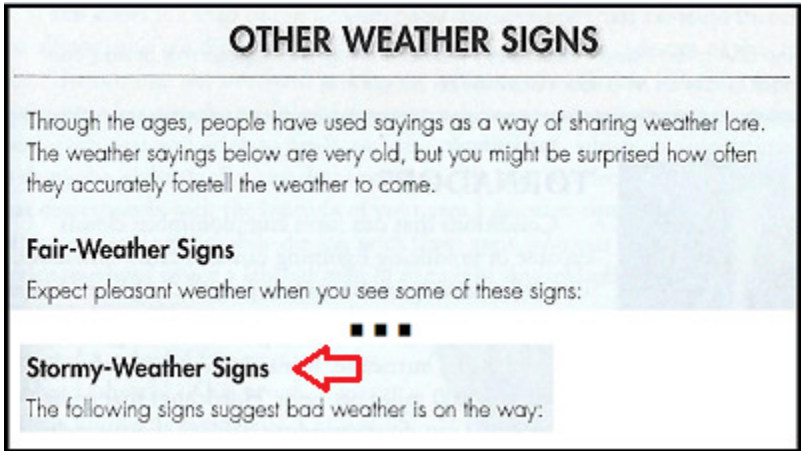 OTHER WEATHER SIGNS
Through the ages, people have used sayings as a way of sharing weather lore.
The weather sayings below are very old, but you might be surprised how often
they accurately foretell the weather to come.
Fair-Weather Signs
Expect pleasant weather when you see some of these signs:
Stormy-Weather Signs
The following signs suggest bad weather is on the way: